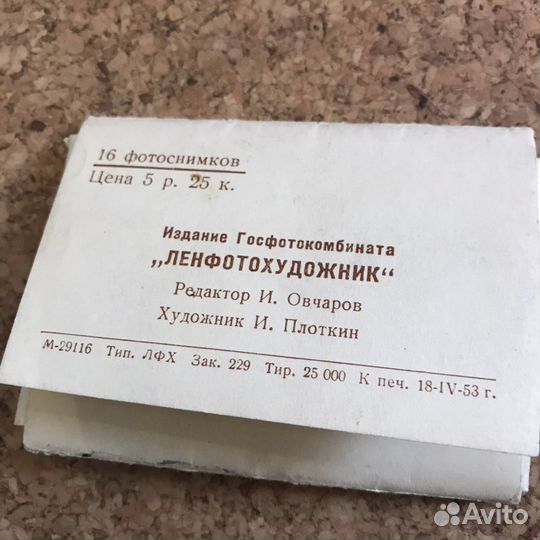 16 фотоснимков
Цена 5 р. 25 к.
Издание Госфотокомбината
„ЛЕНФОТОХУДОЖНИК“
Редактор И. Овчаров
Художник И. Плоткин
М-29116 Тип. ЛФХ Зак. 229 Тир. 25 000 К печ. 18-IV-53 г.
Avito